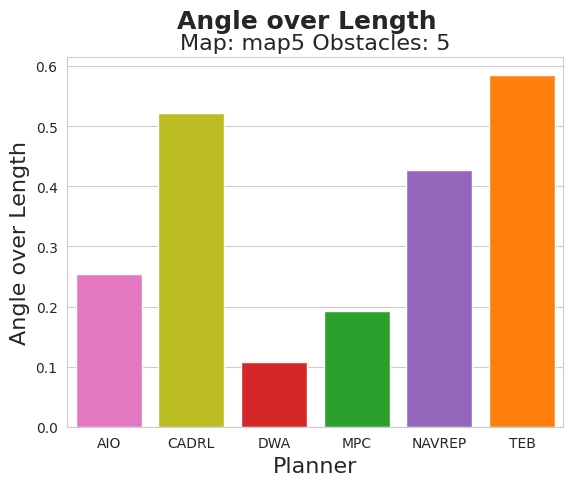 Angle over Length
Map: map5 Obstacles: 5
Angle over Length
0.6
0.5
0.4
0.3
0.2
0.1
0.0
AIO CADRL DWA MPC NAVREP TEB
Planner